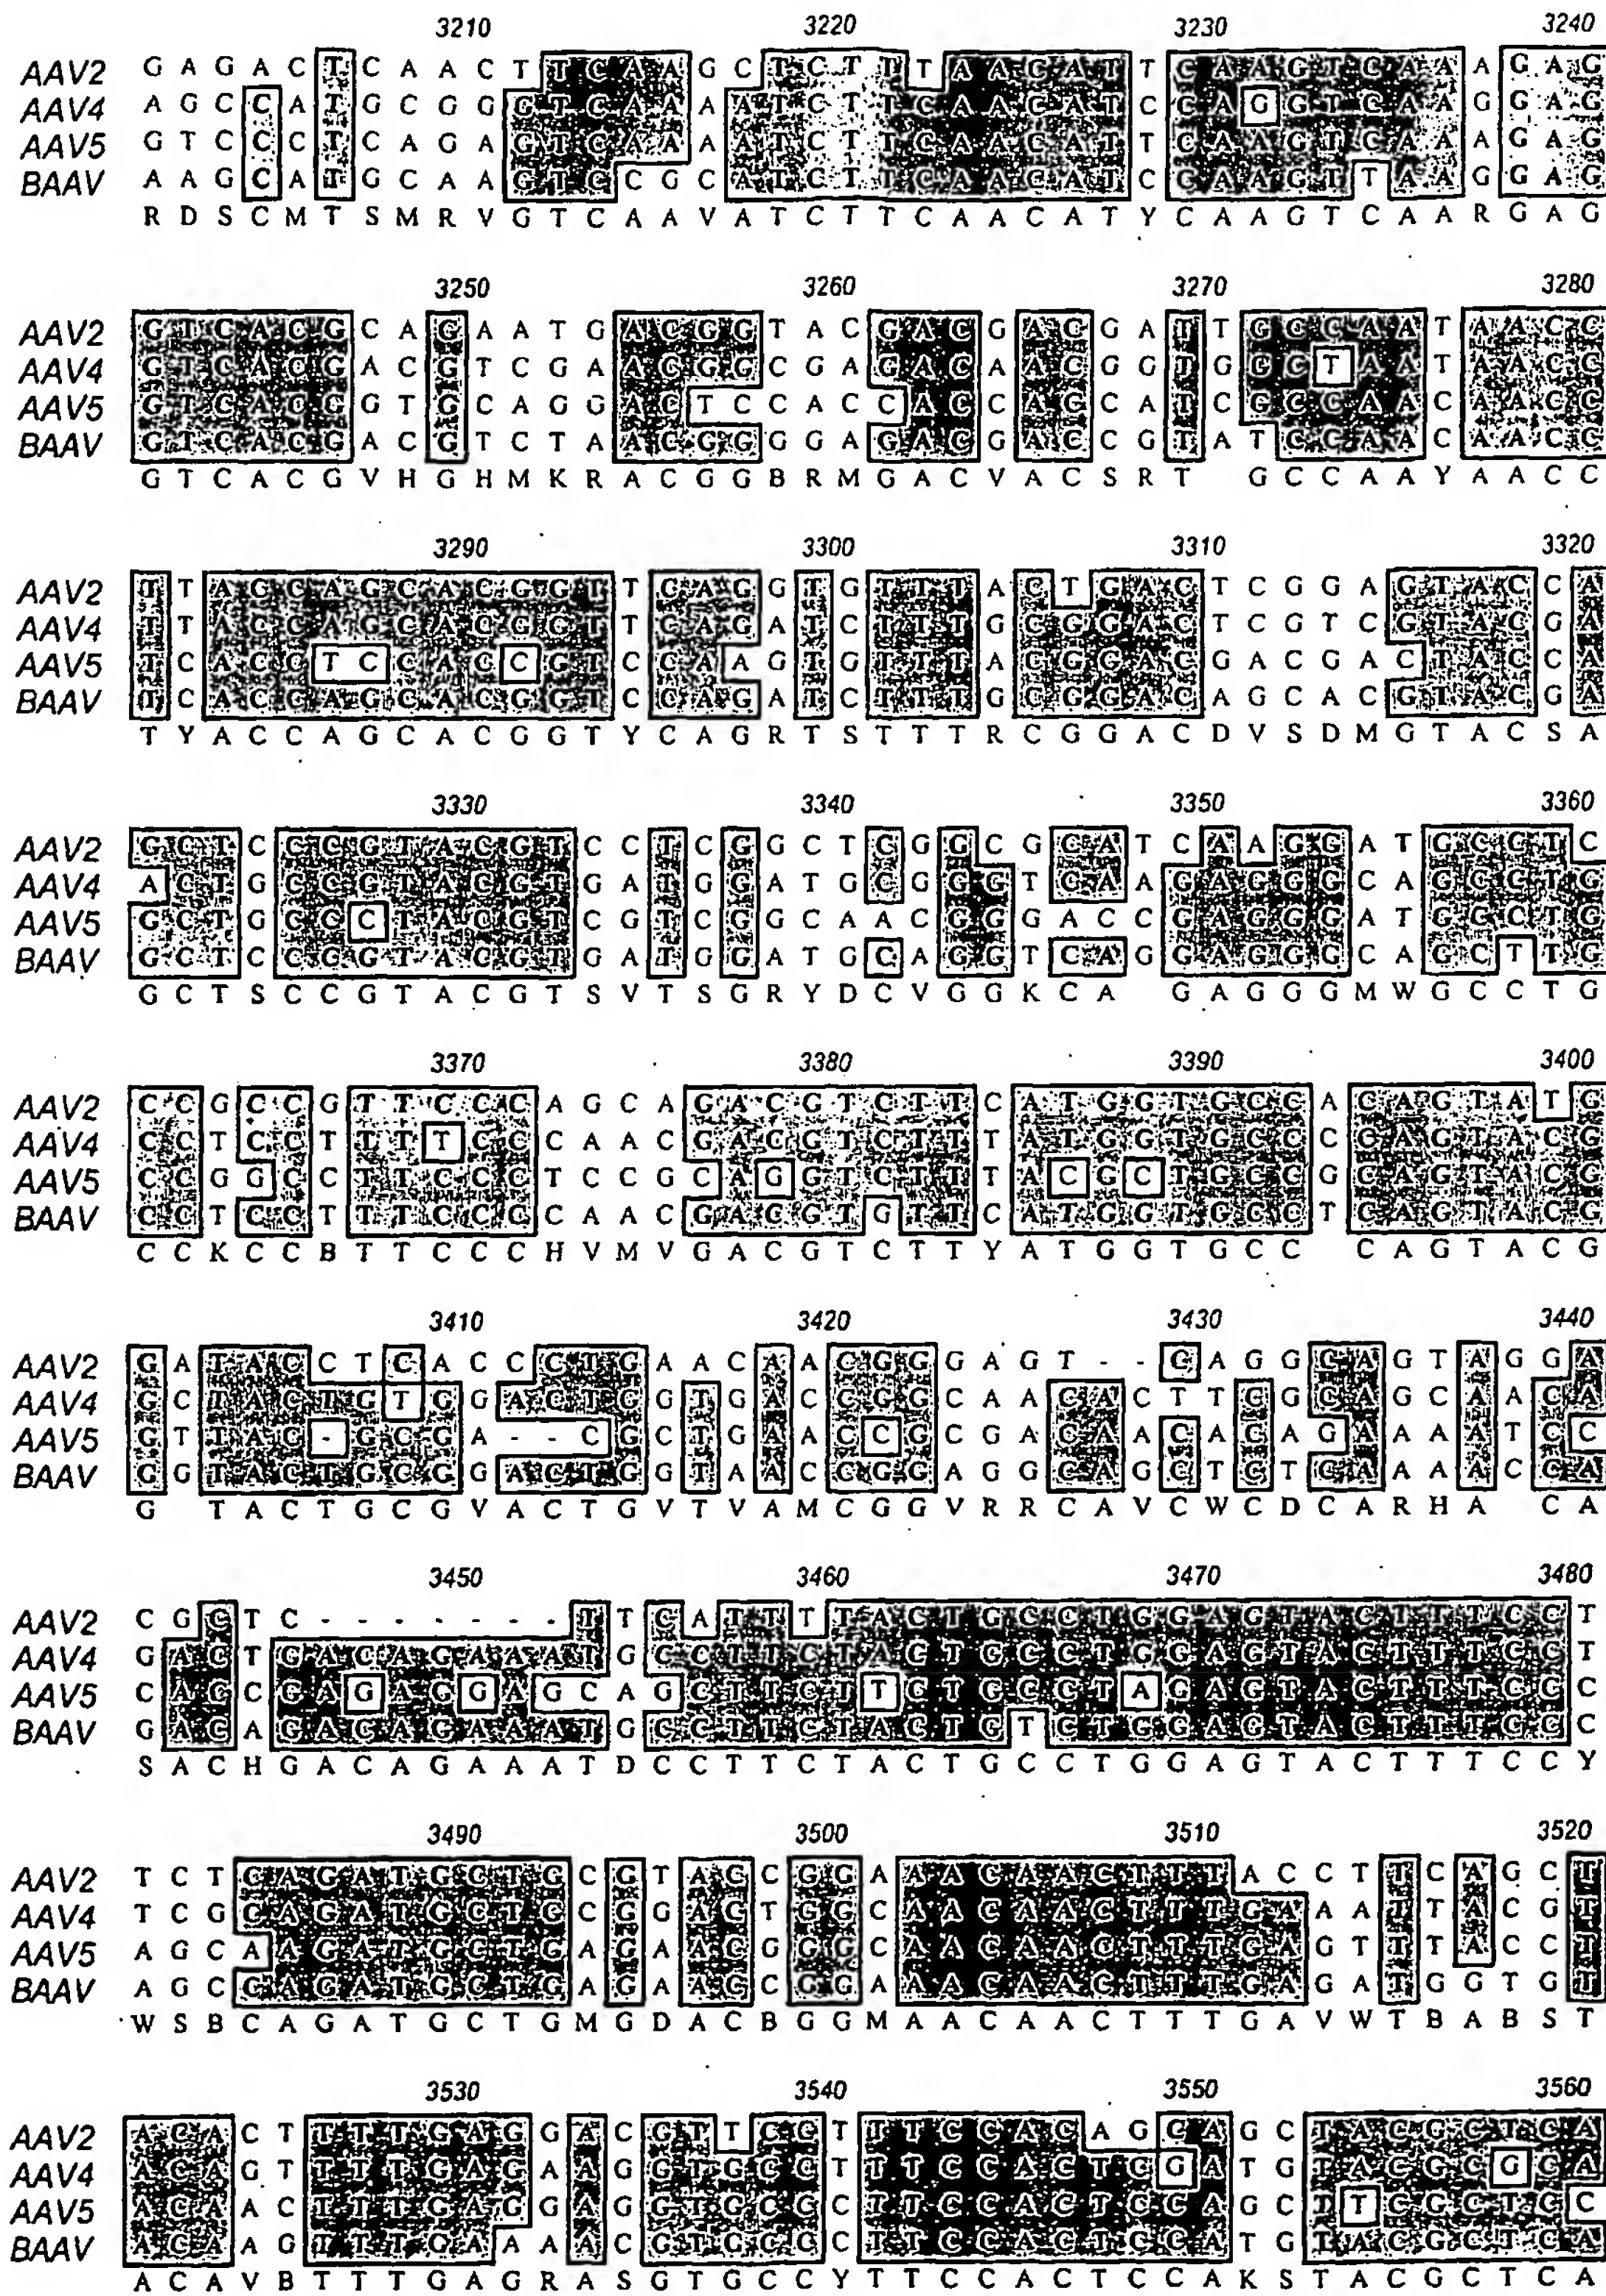 3210 3220 3230 3240
AAV2 G A G A C T C A A C T T C A A G C T C T T T A A C A T T C A A G T C A A A G A G
AAV4 A G C C A T G C G G G T C A A A A T C T T C A A C A T C C A G G T C A A G G A G
AAV5 G T C C C T C A G A G T C A A A A T C T T C A A C A T T C A A G T C A A A G A G
BAAV A A G C A T G C A A G T C C G C A T C T T C A A C A T C C A A G T T A A G G A G
R D S C M T S M R V G T C A A V A T C T T C A A C A T Y C A A G T C A A R G A G
3250 3260 3270 3280
AAV2 G T C A C G C A G A A T G A C G G T A C G A C G A C G A T T G C C A A T A A C C
AAV4 G T C A C G A C G T C G A A C G G C G A G A C A A C G G T G G C T A A T A A C C
AAV5 G T C A C G G T G C A G G A C T C C A C C A C C A C C A T C G C C A A C A A C C
BAAV G T C A C G A C G T C T A A C G G G G A G A C G A C C G T A T C C A A C A A C C
G T C A C G V H G H M K R A C G G B R M G A C V A C S R T G C C A A Y A A C C
3290 3300 3310 3320
AAV2 T T A C C A G C A C G G T T C A G G T G T T T A C T G A C T C G G A G T A C C A
AAV4 T T A C C A G C A C G G T T C A G A T C T T T G C G G A C T C G T C G T A C G A
AAV5 T C A C C T C C A C C G T C C A A G T G T T T A C G G A C G A C G A C T A C C A
BAAV T C A C C A G C A C G G T C C A G A T C T T T G C G G A C A G C A C G T A C G A
T Y A C C A G C A C G G T Y C A G R T S T T T R C G G A C D V S D M G T A C S A
3330 3340 3350 3360
AAV2 G C T C C C G T A C G T C C T C G G C T C G G C G C A T C A A G G A T G C C T C
AAV4 A C T G C C G T A C G T G A T G G A T G C G G G T C A A G A G G G C A G C C T G
AAV5 G C T G C C C T A C G T C G T C G G C A A C G G G A C C G A G G G A T G C C T G
BAAV G C T C C C G T A C G T G A T G G A T G C A G G T C A G G A G G G C A G C T T G
G C T S C C G T A C G T S V T S G R Y D C V G G K C A G A G G G M W G C C T G
3370 3380 3390 3400
AAV2 C C G C C G T T C C C A G C A G A C G T C T T C A T G G T G C C A C A G T A T G
AAV4 C C T C C T T T T C C C A A C G A C G T C T T T A T G G T G C C C C A G T A C G
AAV5 C C G G C C T T C C C T C C G C A G G T C T T T A C G C T G C C G C A G T A C G
BAAV C C T C C T T T C C C C A A C G A C G T G T T C A T G G T G C C T C A G T A C G
C C K C C B T T C C C H V M V G A C G T C T T Y A T G G T G C C C A G T A C G
3410 3420 3430 3440
AAV2 G A T A C C T C A C C C T G A A C A A C G G G A G T - - C A G G C A G T A G G A
AAV4 G C T A C T G T G G A C T G G T G A C C G G C A A C A C T T C G C A G C A A C A
AAV5 G T T A C - G C G A - - C G C T G A A C C G C G A C A A C A C A G A A A A T C C
BAAV G G T A C T G C G G A C T G G T A A C C G G A G G C A G C T C T C A A A A C C A
G T A C T G C G V A C T G V T V A M C G G V R R C A V C W C D C A R H A C A
3450 3460 3470 3480
AAV2 C G C T C - - - - - - - T T C A T T T T A C T G C C T G G A G T A C T T T C C T
AAV4 G A C T G A C A G A A A T G C C T T C T A C T G C C T G G A G T A C T T T C C T
AAV5 C A C C G A G A G G A G C A G C T T C T T C T G C C T A G A G T A C T T T C C C
BAAV G A C A G A C A G A A A T G C C T T C T A C T G T C T G G A G T A C T T T C C C
S A C H G A C A G A A A T D C C T T C T A C T G C C T G G A G T A C T T T C C Y
3490 3500 3510 3520
AAV2 T C T C A G A T G C T G C G T A C C G G A A A C A A C T T T A C C T T C A G C T
AAV4 T C G C A G A T G C T G C G G A C T G G C A A C A A C T T T G A A A T T A C G T
AAV5 A G C A A G A T G C T G A G A A C G G G C A A C A A C T T T G A G T T T A C C T
BAAV A G C C A G A T G C T G A G A A C C G G A A A C A A C T T T G A G A T G G T G T
W S B C A G A T G C T G M G D A C B G G M A A C A A C T T T G A V W T B A B S T
3530 3540 3550 3560
AAV2 A C A C T T T T G A G G A C G T T C C T T T C C A C A G C A G C T A C G C T C A
AAV4 A C A G T T T T G A G A A G G T G C C T T T C C A C T C G A T G T A C G C G C A
AAV5 A C A A C T T T G A G G A G G T G C C C T T C C A C T C C A G C T T C G C T C C
BAAV A C A A G T T T G A A A A C G T G C C C T T C C A C T C C A T G T A C G C T C A
A C A V B T T T G A G R A S G T G C C Y T T C C A C T C C A K S T A C G C T C A